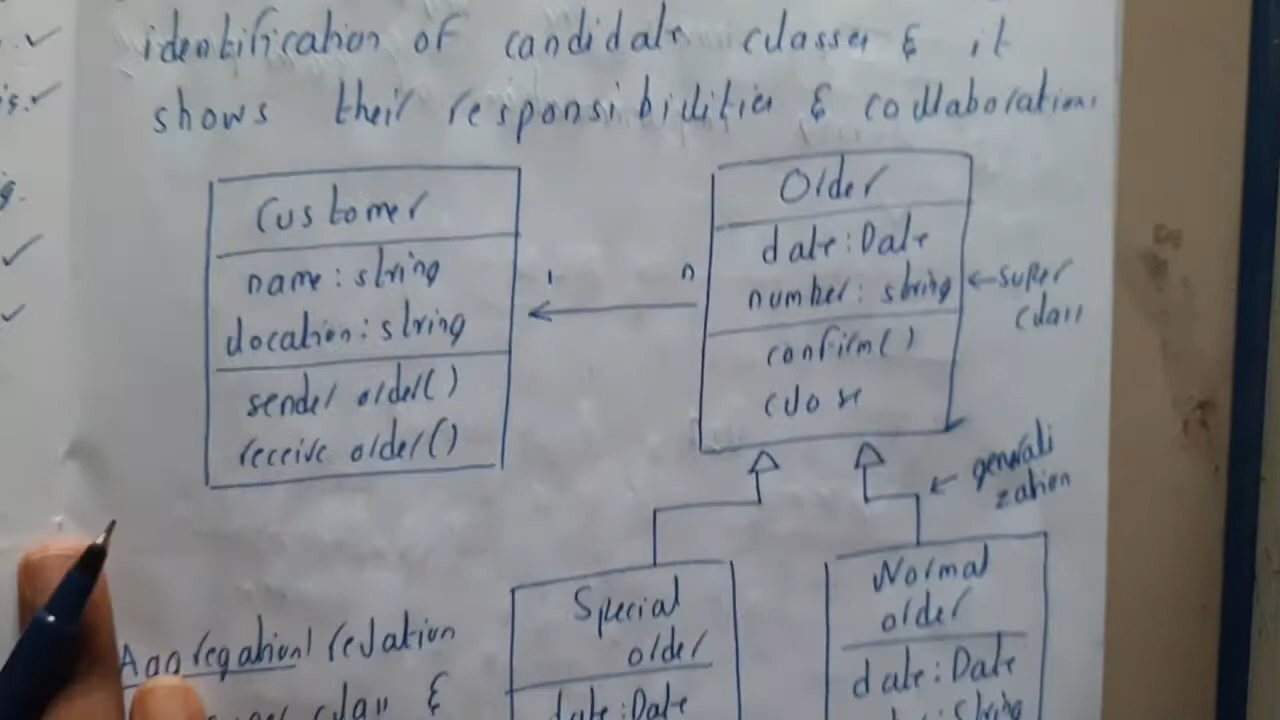 identification of candidate classes & it
shows their responsibilities & collaborations
Customer
name: string
location: string
sender order()
receive order()
1
n
Order
date: Date
number: string
confirm()
close
←super
class
← generali
zation
Special
order
date: Date
Normal
order
date: Date
: String
Aggregation/ relation
class &